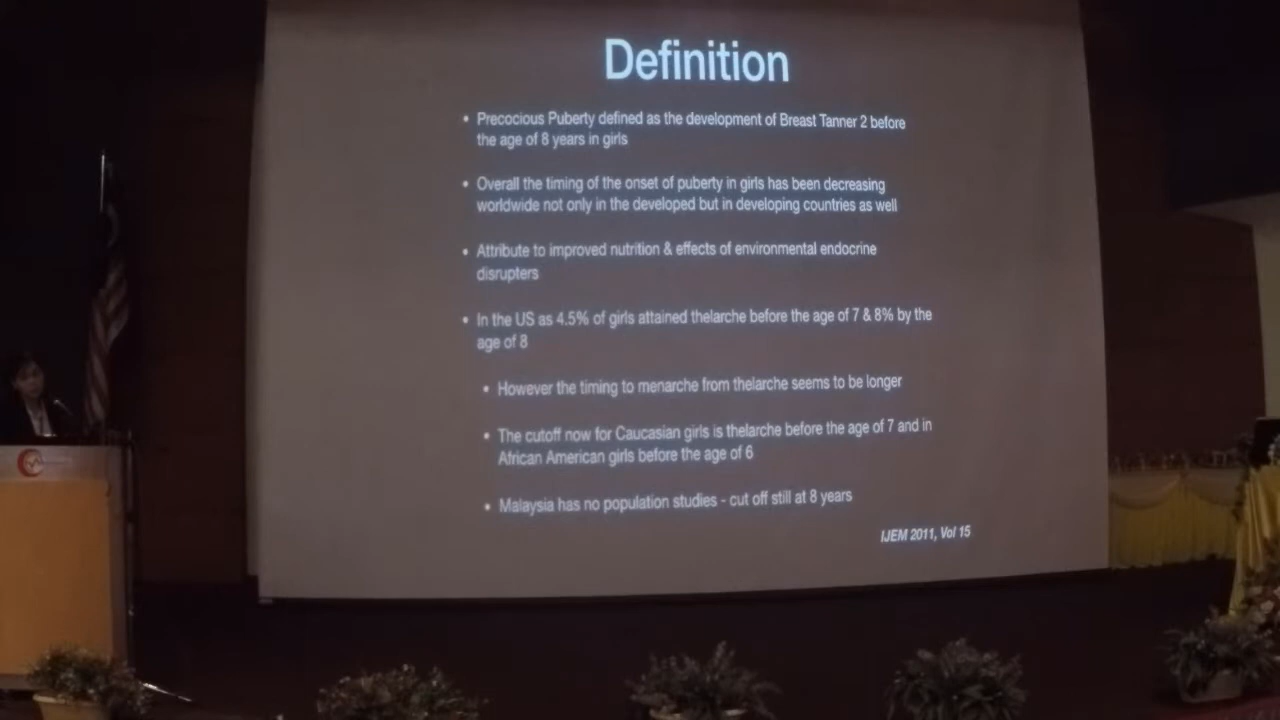 Definition
• Precocious Puberty defined as the development of Breast Tanner 2 before
the age of 8 years in girls
• Overall the timing of the onset of puberty in girls has been decreasing
worldwide not only in the developed but in developing countries as well
• Attribute to improved nutrition & effects of environmental endocrine
disrupters
• In the US as 4.5% of girls attained thelarche before the age of 7 & 8% by the
age of 8
• However the timing to menarche from thelarche seems to be longer
• The cutoff now for Caucasian girls is thelarche before the age of 7 and in
African American girls before the age of 6
• Malaysia has no population studies - cut off still at 8 years
IJEM 2011, Vol 15